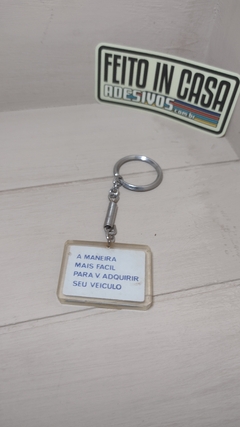 FEITO IN CASA
ADESIVOS.com.br
A MANEIRA
MAIS FACIL
PARA V ADQUIRIR
SEU VEICULO